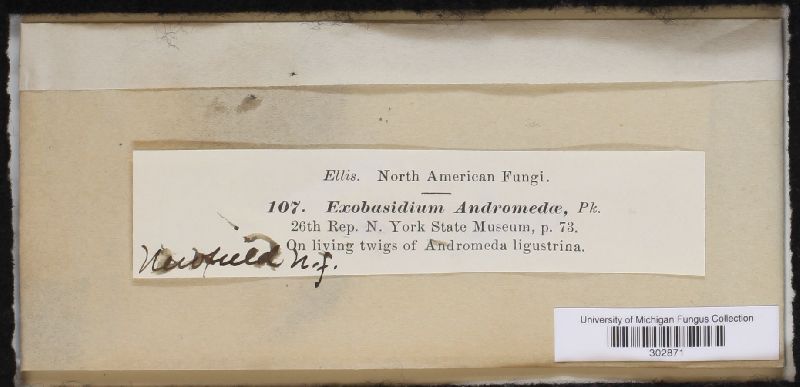 Ellis. North American Fungi.
107. Exobasidium Andromedæ, Pk.
26th Rep. N. York State Museum, p. 73.
On living twigs of Andromeda ligustrina.
Newfield N.J.
University of Michigan Fungus Collection
302871